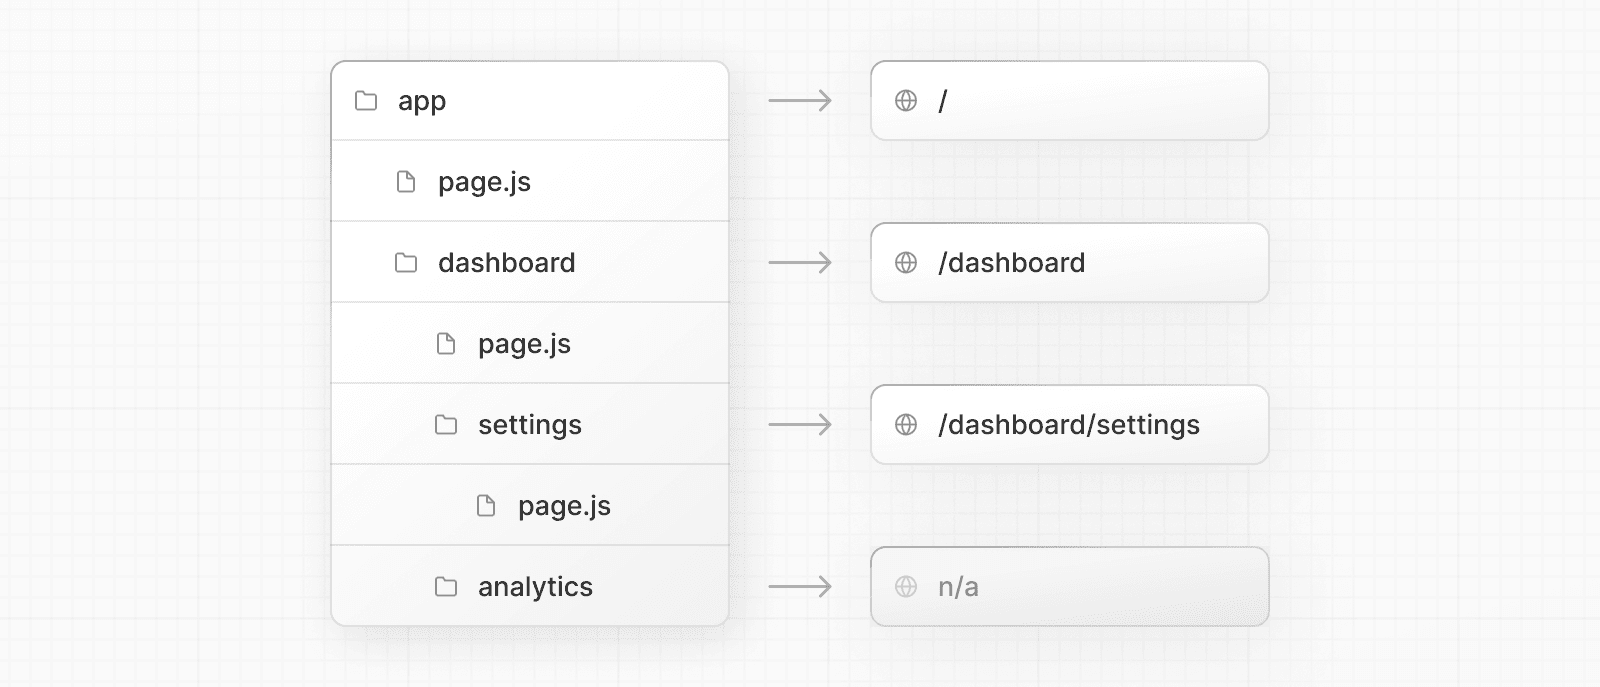 app
/
page.js
dashboard
/dashboard
page.js
settings
/dashboard/settings
page.js
analytics
n/a